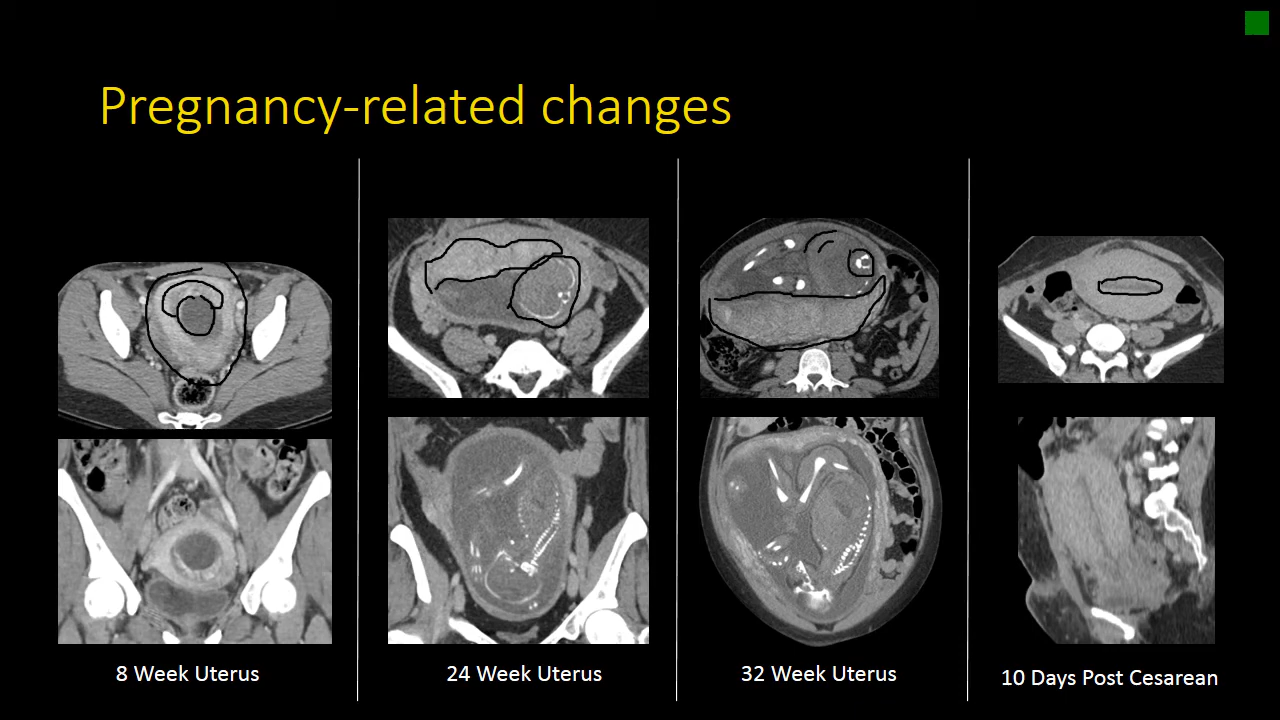 Pregnancy-related changes
8 Week Uterus
24 Week Uterus
32 Week Uterus
10 Days Post Cesarean